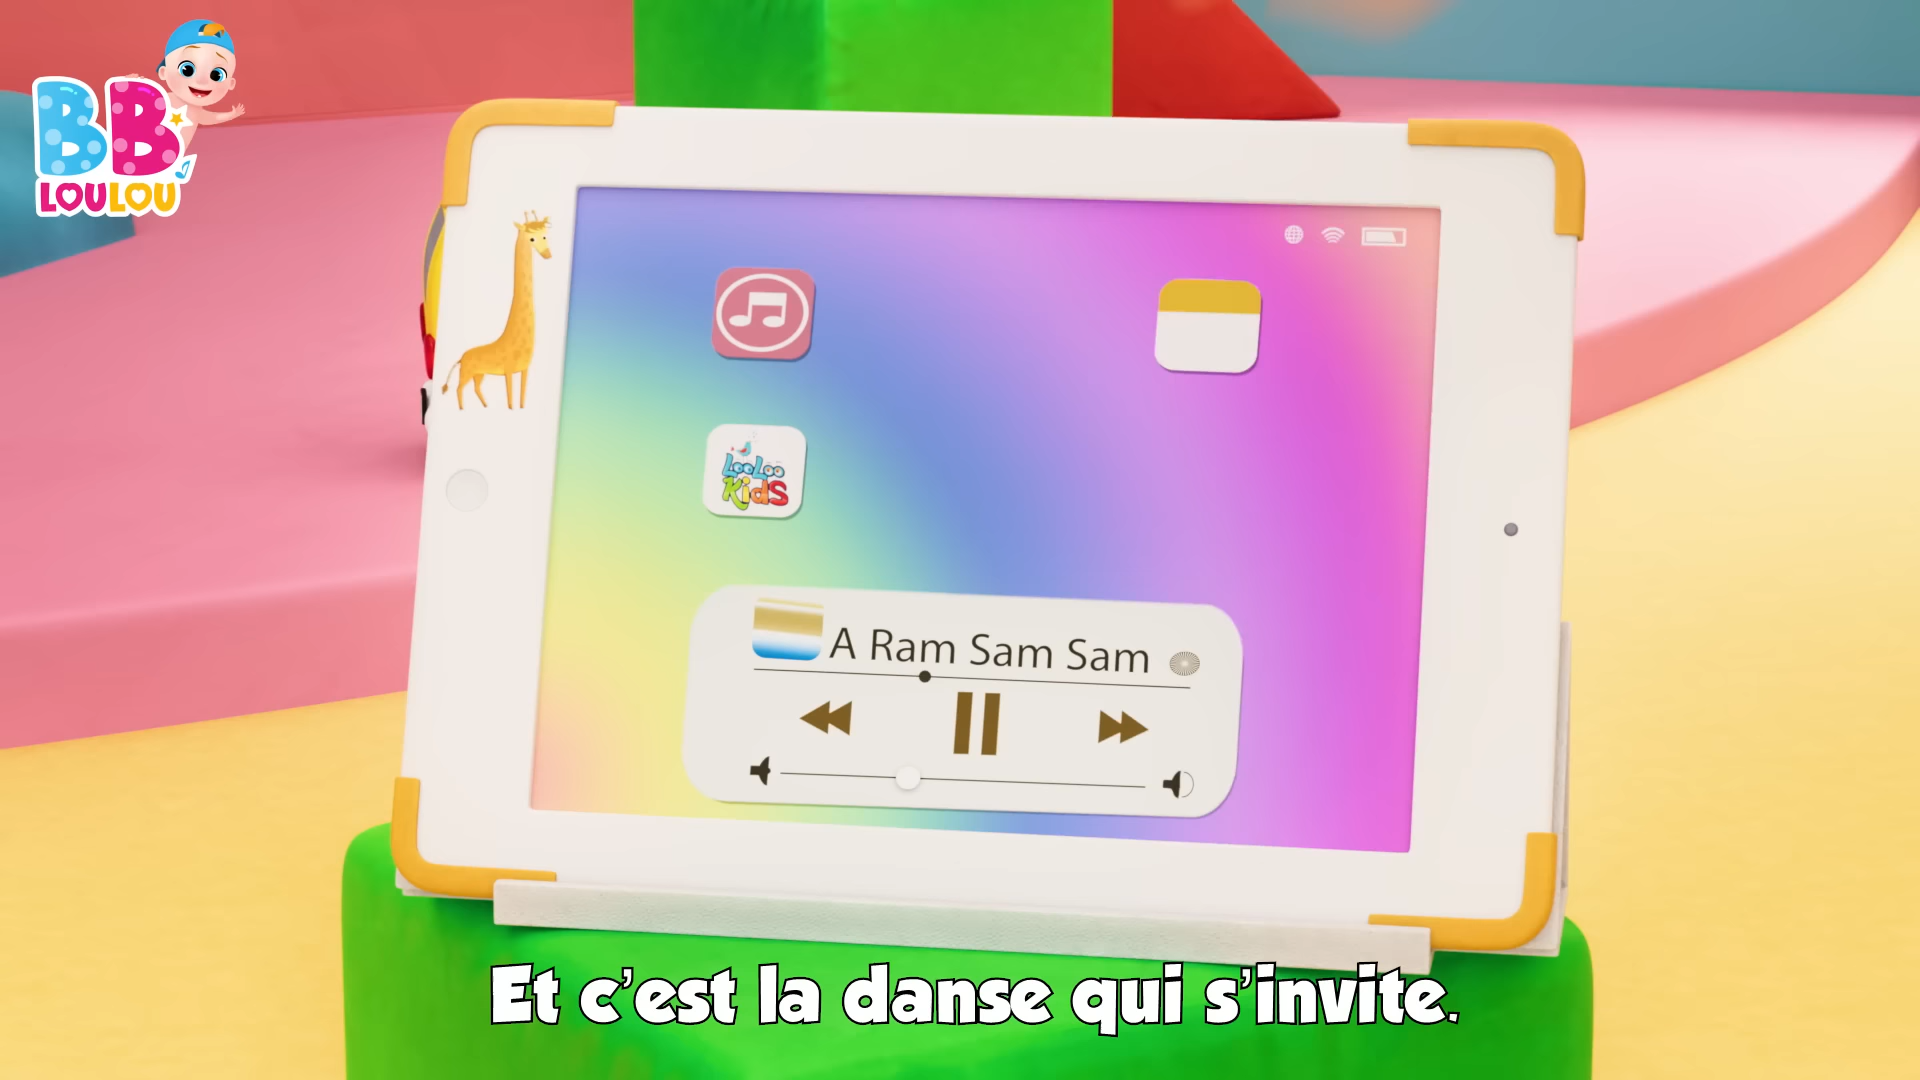 BB
LOULOU
LooLoo
Kids
A Ram Sam Sam
Et c'est la danse qui s'invite.